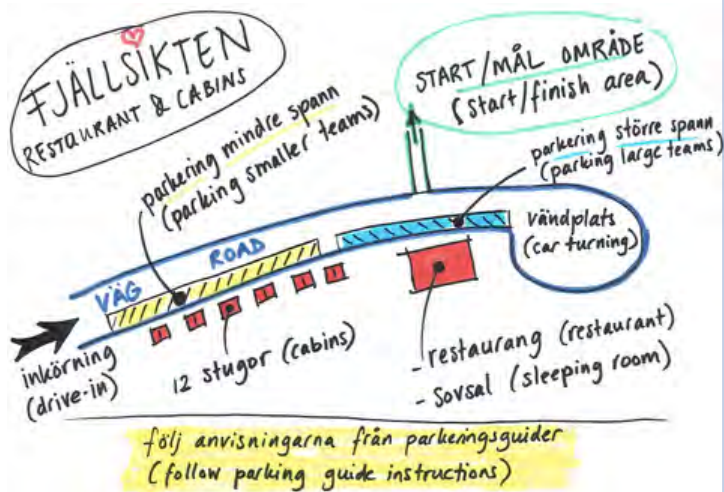 FJÄLLSIKTEN
RESTAURANT & CABINS
START/MÅL OMRÅDE
(start/finish area)
parkering mindre spann
(parking smaller teams)
parkering större spann
(parking large teams)
vändplats
(car turning)
VÄG ROAD
inkörning
(drive-in)
12 stugor (cabins)
- restaurang (restaurant)
- Sovsal (sleeping room)
följ anvisningarna från parkeringsguider
(follow parking guide instructions)